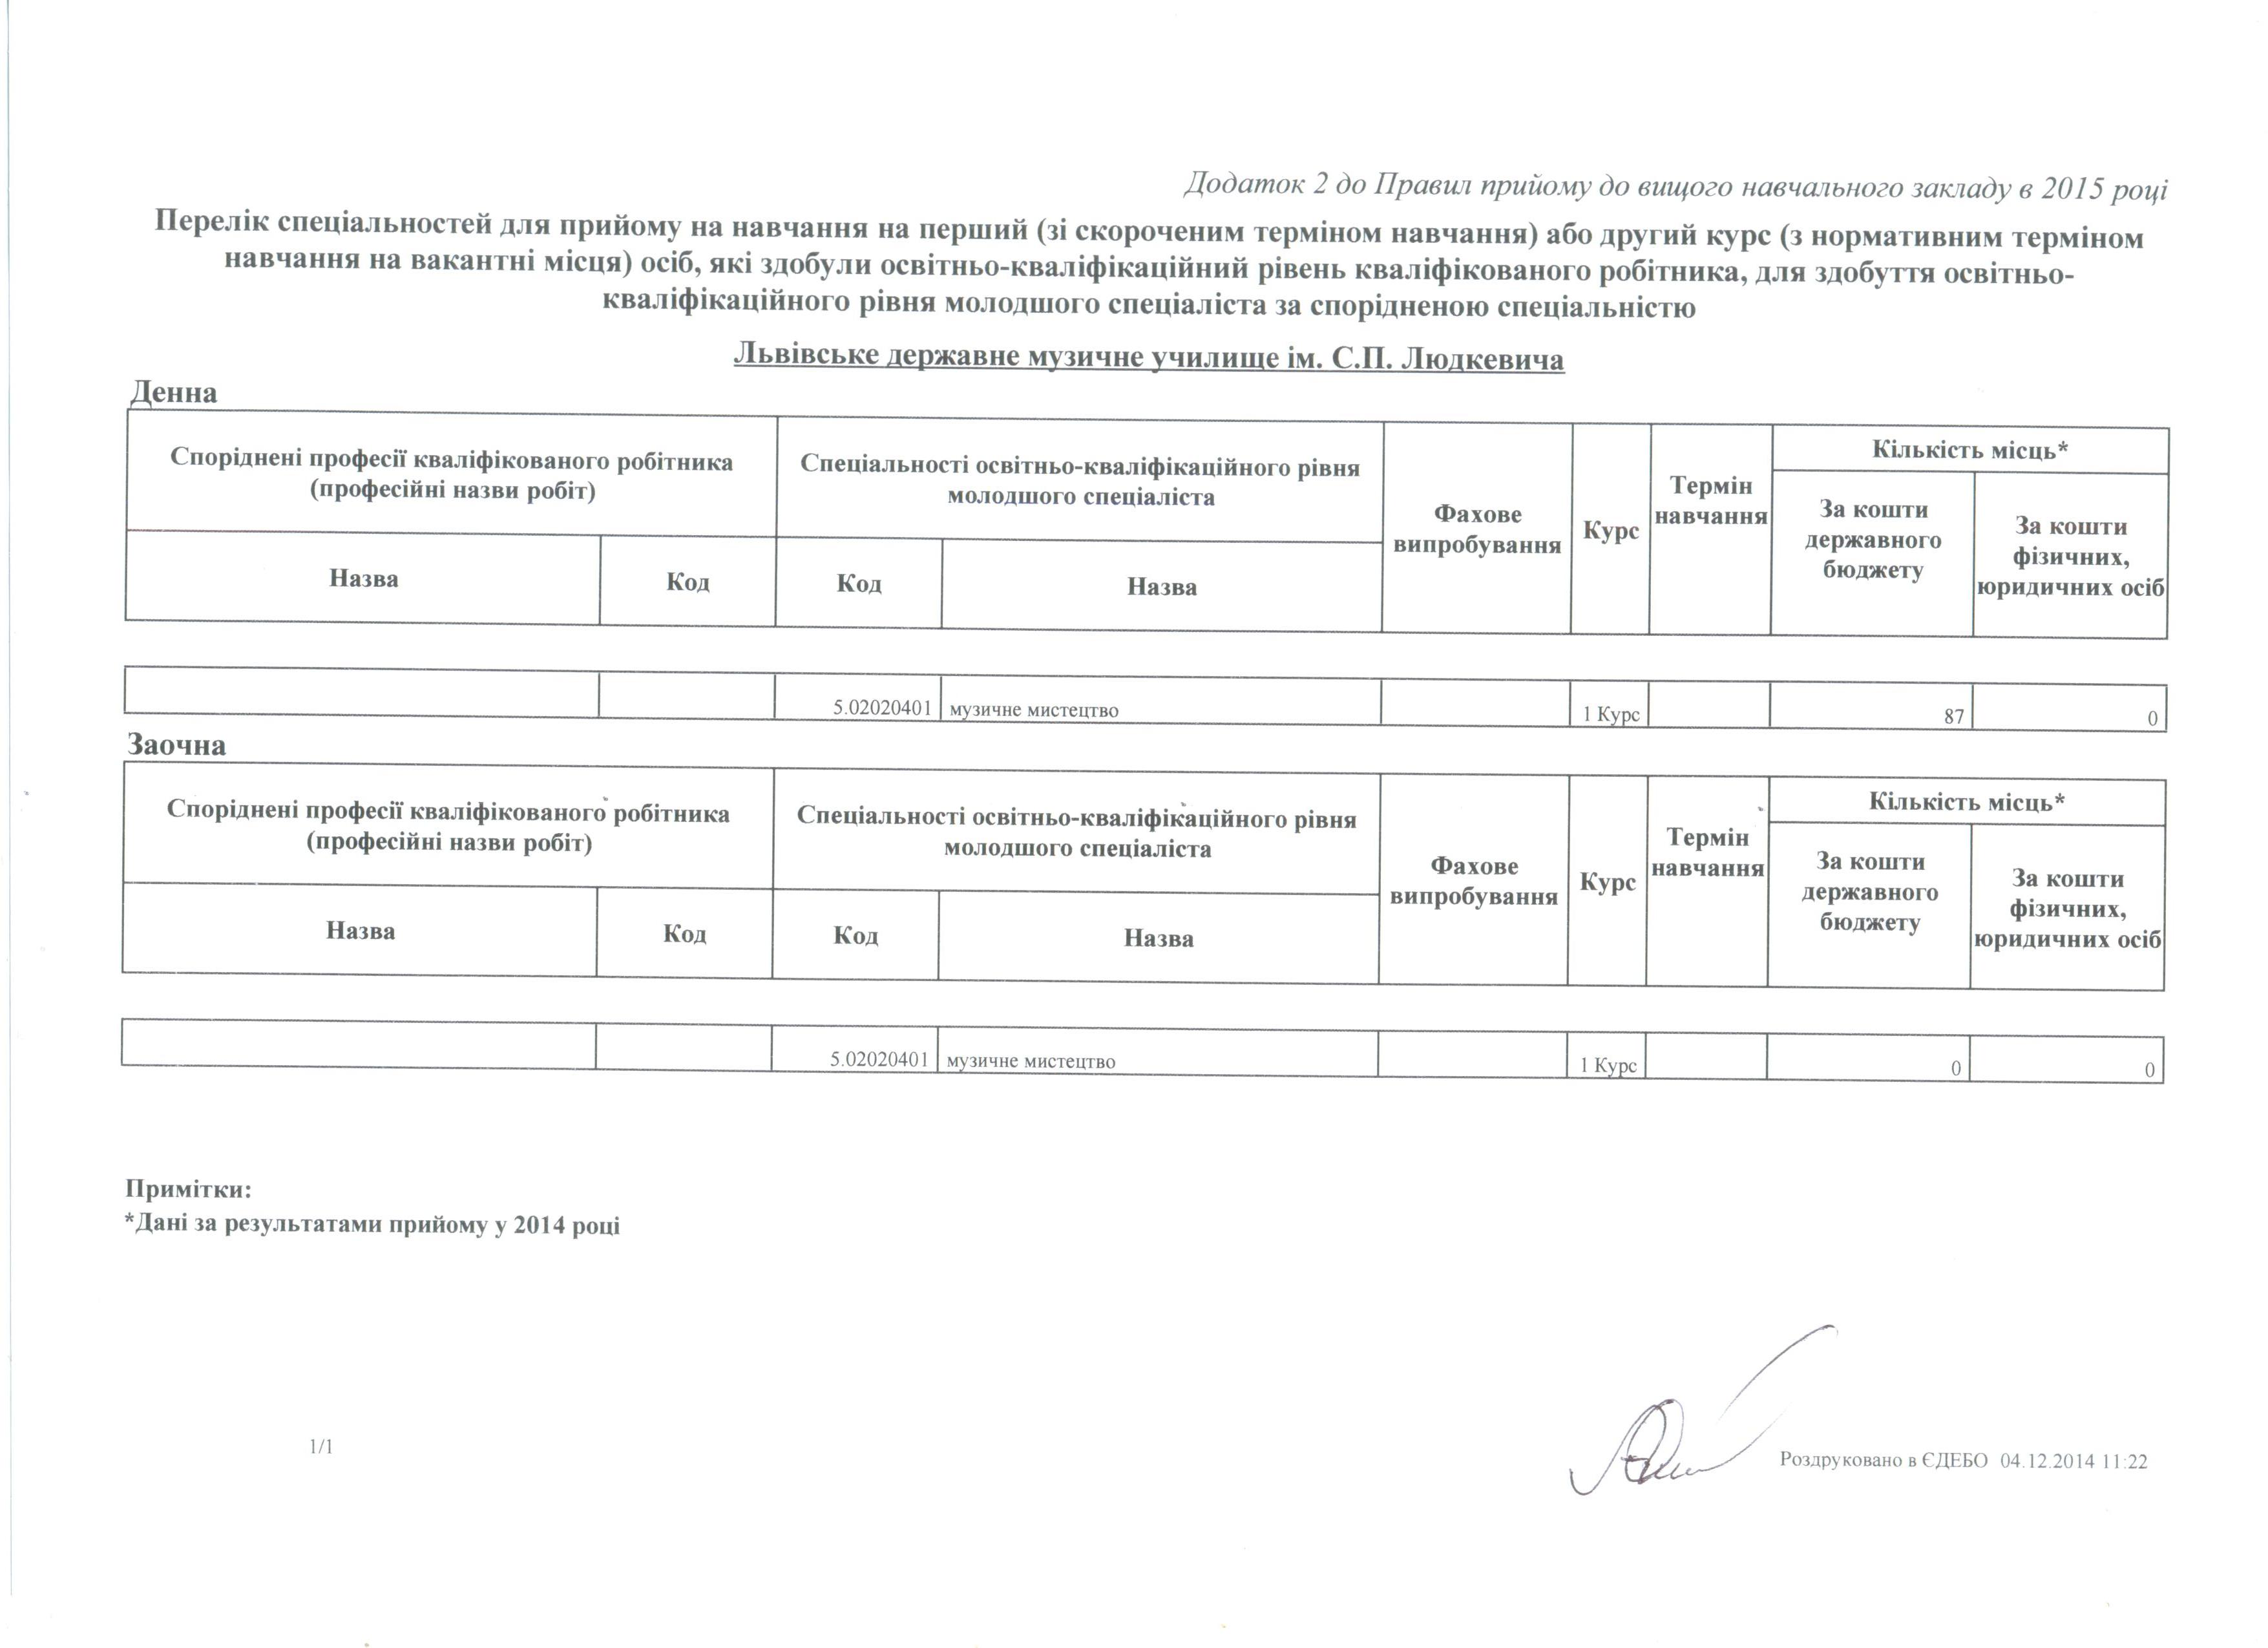 Додаток 2 до Правил прийому до вищого навчального закладу в 2015 році
Перелік спеціальностей для прийому на навчання на перший (зі скороченим терміном навчання) або другий курс (з нормативним терміном
навчання на вакантні місця) осіб, які здобули освітньо-кваліфікаційний рівень кваліфікованого робітника, для здобуття освітньо-
кваліфікаційного рівня молодшого спеціаліста за спорідненою спеціальністю
Львівське державне музичне училище ім. С.П. Людкевича
Денна
Споріднені професії кваліфікованого робітника
(професійні назви робіт)
Спеціальності освітньо-кваліфікаційного рівня
молодшого спеціаліста
Фахове
випробування
Курс
Термін
навчання
Кількість місць*
За кошти
державного
бюджету
За кошти
фізичних,
юридичних осіб
Назва
Код
Код
Назва
5.02020401 музичне мистецтво 1 Курс 87 0
Заочна
Споріднені професії кваліфікованого робітника
(професійні назви робіт)
Спеціальності освітньо-кваліфікаційного рівня
молодшого спеціаліста
Фахове
випробування
Курс
Термін
навчання
Кількість місць*
За кошти
державного
бюджету
За кошти
фізичних,
юридичних осіб
Назва
Код
Код
Назва
5.02020401 музичне мистецтво 1 Курс 0 0
Примітки:
*Дані за результатами прийому у 2014 році
1/1
Роздруковано в ЄДЕБО 04.12.2014 11:22